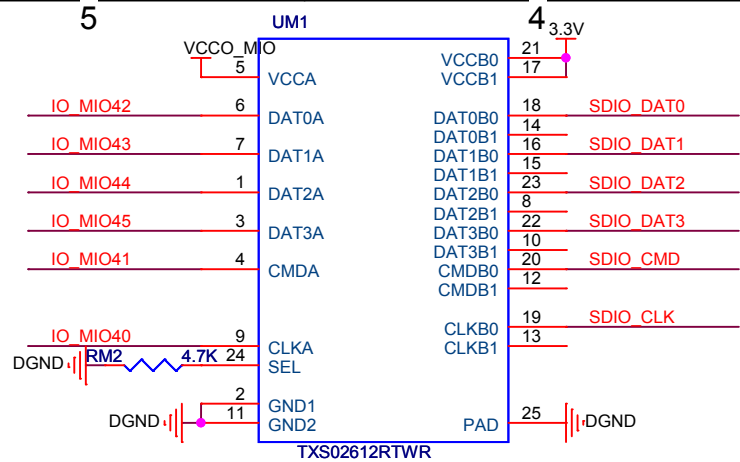 5 4
UM1
VCCO_MIO 3.3V
5 VCCA VCCB0 21
VCCB1 17
IO_MIO42 6 DAT0A DAT0B0 18 SDIO_DAT0
DAT0B1 14
IO_MIO43 7 DAT1A DAT1B0 16 SDIO_DAT1
DAT1B1 15
IO_MIO44 1 DAT2A DAT2B0 23 SDIO_DAT2
DAT2B1 8
IO_MIO45 3 DAT3A DAT3B0 22 SDIO_DAT3
DAT3B1 10
IO_MIO41 4 CMDA CMDB0 20 SDIO_CMD
CMDB1 12
CLKB0 19 SDIO_CLK
IO_MIO40 9 CLKA CLKB1 13
DGND RM2 4.7K 24 SEL
2 GND1
DGND 11 GND2 PAD 25 DGND
TXS02612RTWR